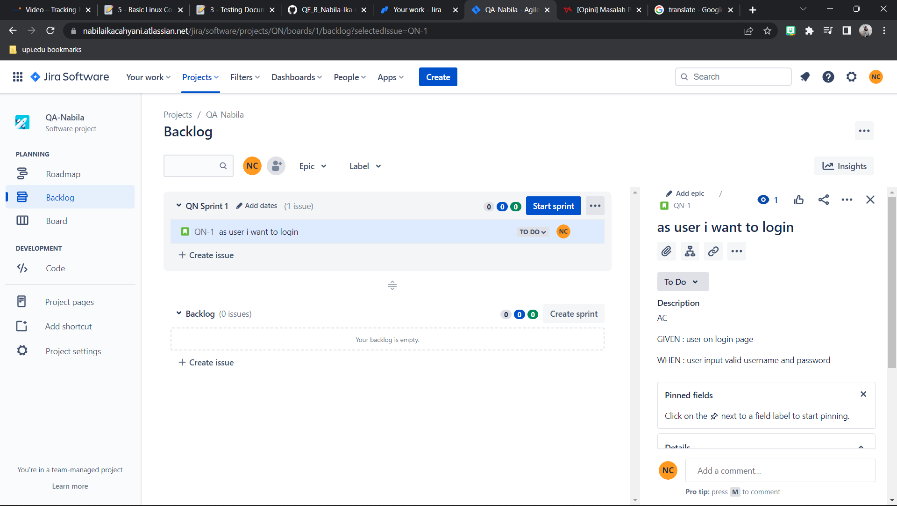 Video - Tracking
5 - Basic Linux Co
3 - Testing Docue
QE_B_Nabila-Ika
Your work - Jira
QA Nabila - Agile
[Opini] Masalah P
translate - Google
nabilaikacahyani.atlassian.net/jira/software/projects/QN/boards/1/backlog?selectedIssue=QN-1
up\edu bookmarks
Jira Software
Your work
Projects
Filters
Dashboards
People
Apps
Create
Search
NC
QA-Nabila
Software project
PLANNING
Roadmap
Backlog
Board
DEVELOPMENT
Code
Project pages
Add shortcut
Project settings
You're in a team-managed project
Learn more
Projects / QA Nabila
Backlog
NC
Epic
Label
Insights
QN Sprint 1
Add dates
(1 issue)
0 0 0
Start sprint
QN-1 as user i want to login
TO DO
NC
+ Create issue
Backlog (0 issues)
0 0 0
Create sprint
Your backlog is empty.
+ Create issue
Add epic /
QN-1
1
as user i want to login
To Do
Description
AC
GIVEN : user on login page
WHEN : user input valid username and password
Pinned fields
Click on the next to a field label to start pinning.
Details
NC
Add a comment...
Pro tip: press M to comment